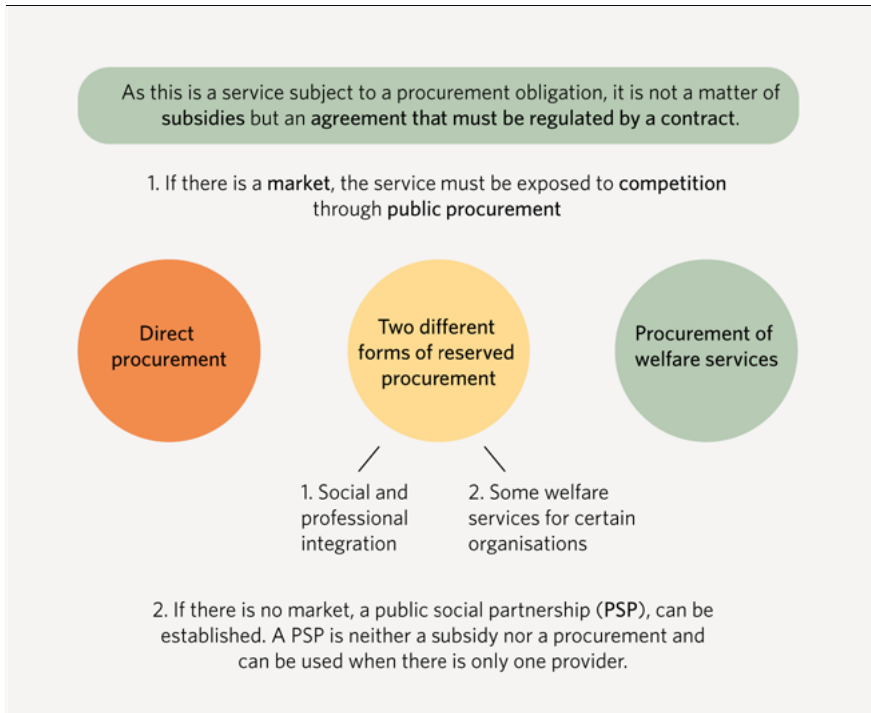 As this is a service subject to a procurement obligation, it is not a matter of
subsidies but an agreement that must be regulated by a contract.
1. If there is a market, the service must be exposed to competition
through public procurement
Direct
procurement
Two different
forms of reserved
procurement
Procurement of
welfare services
1. Social and
professional
integration
2. Some welfare
services for certain
organisations
2. If there is no market, a public social partnership (PSP), can be
established. A PSP is neither a subsidy nor a procurement and
can be used when there is only one provider.